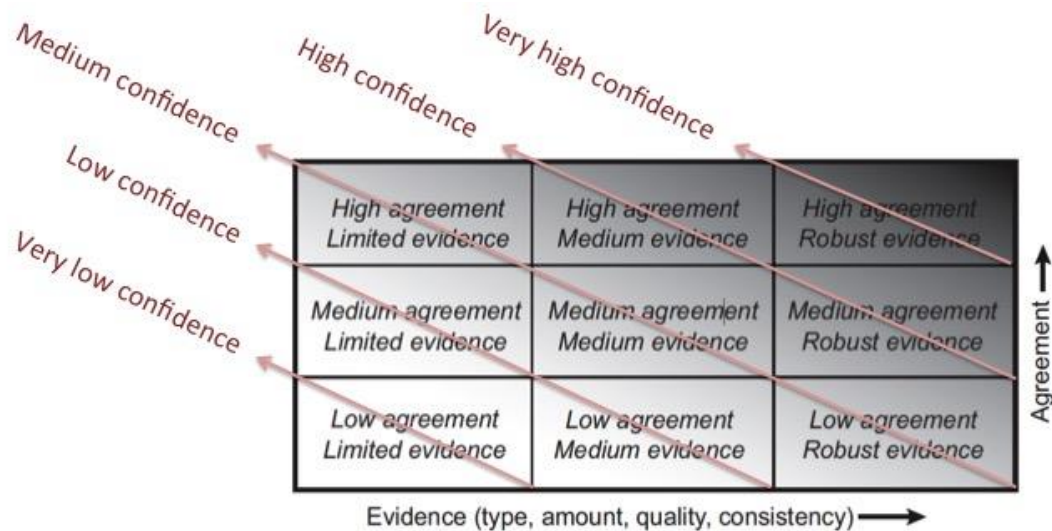 Medium confidence
High confidence
Very high confidence
Low confidence
Very low confidence
High agreement
Limited evidence
High agreement
Medium evidence
High agreement
Robust evidence
Medium agreement
Limited evidence
Medium agreement
Medium evidence
Medium agreement
Robust evidence
Low agreement
Limited evidence
Low agreement
Medium evidence
Low agreement
Robust evidence
Agreement
Evidence (type, amount, quality, consistency)